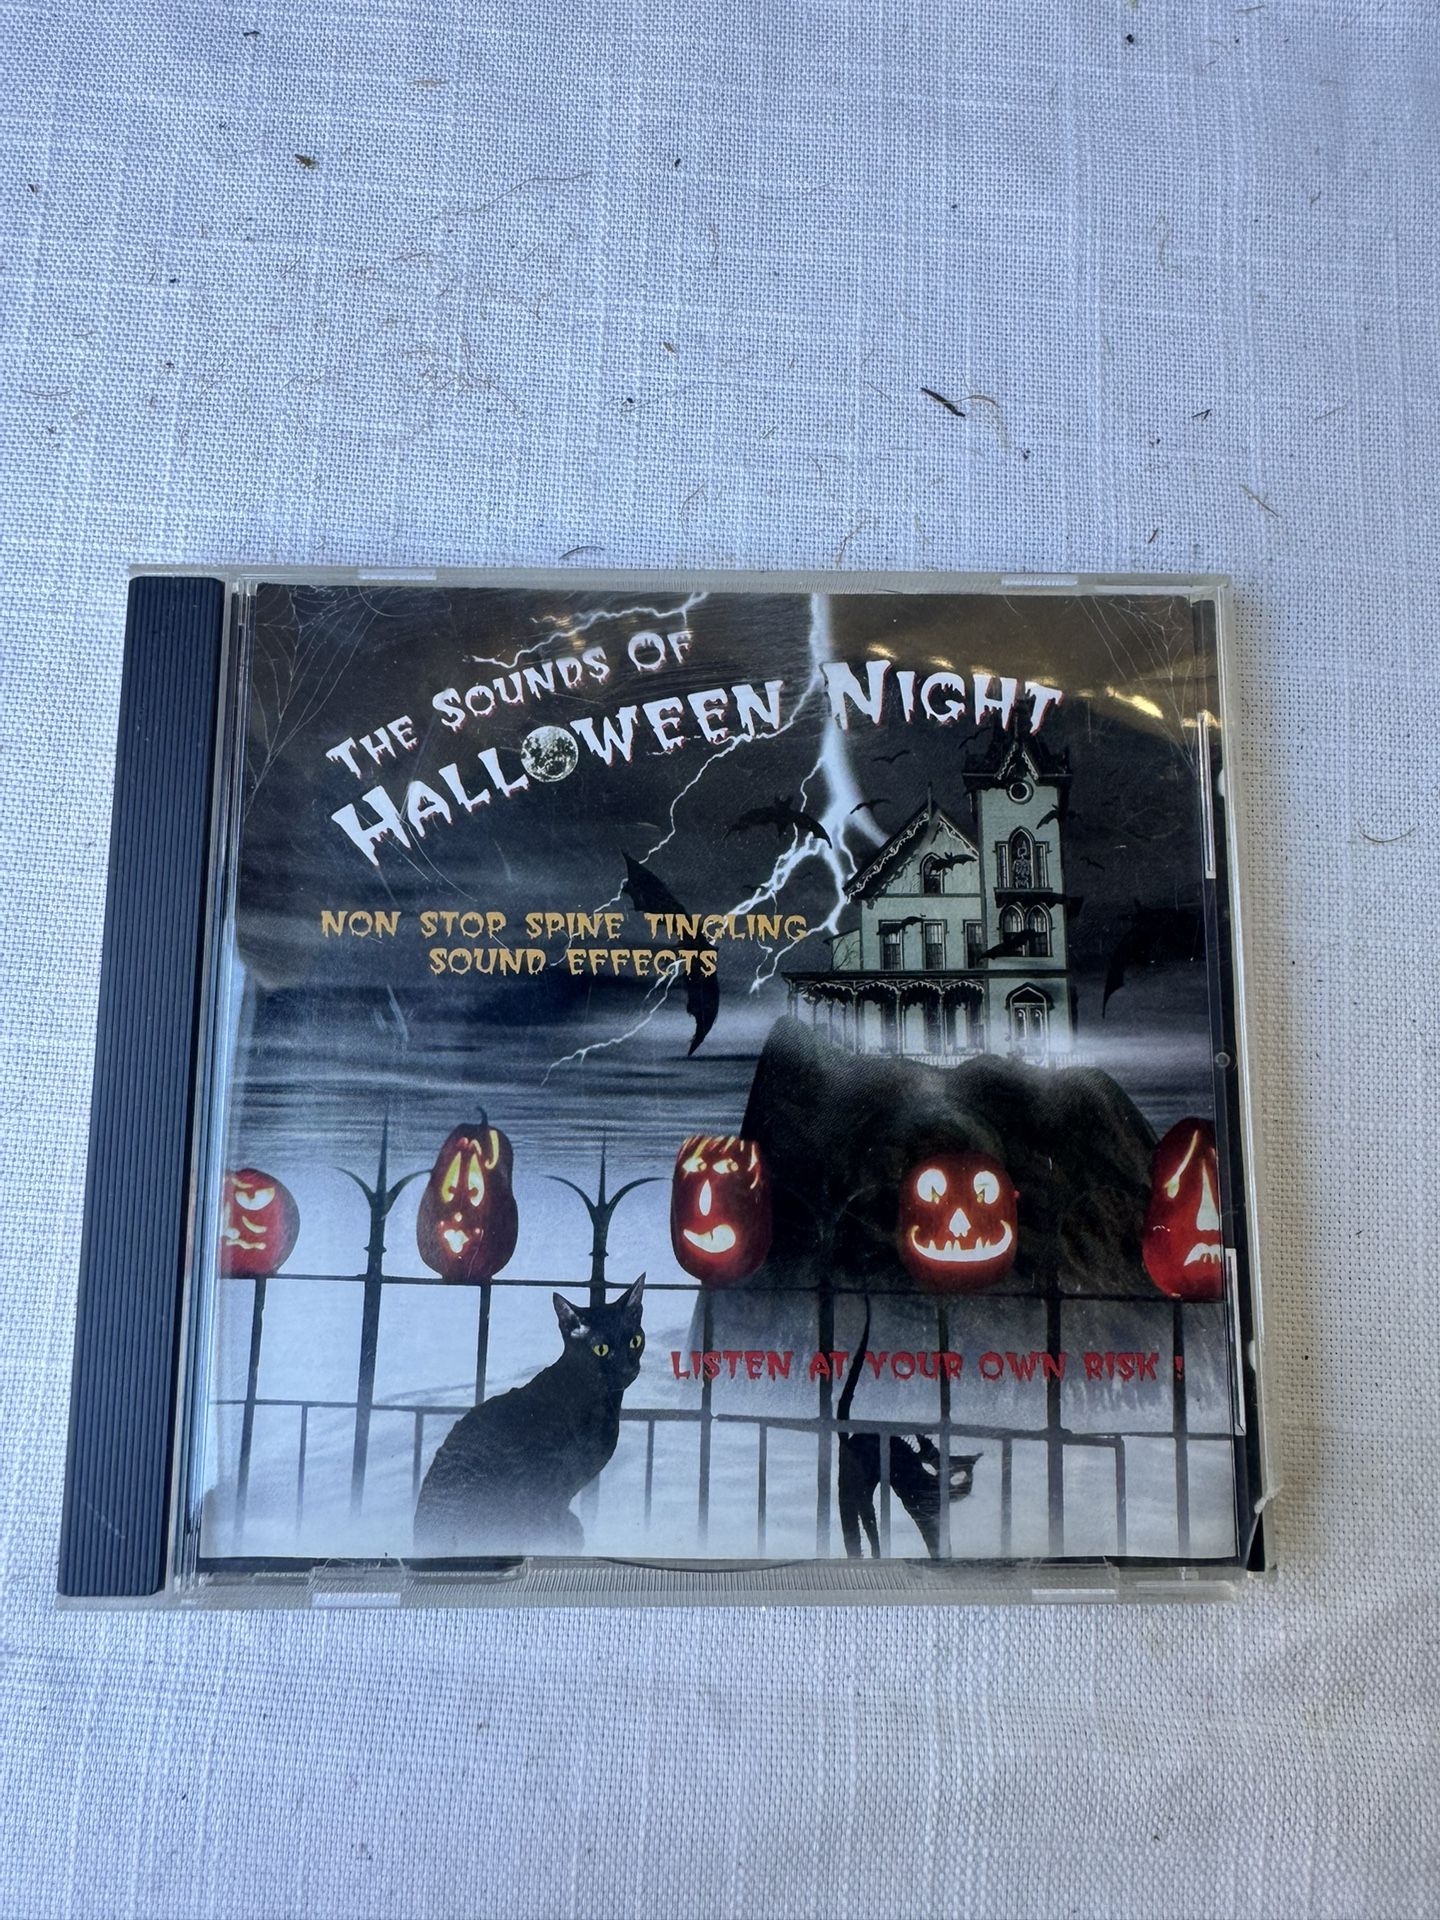 The Sounds Of
Halloween Night
NON STOP SPINE TINGLING
SOUND EFFECTS
LISTEN AT YOUR OWN RISK !